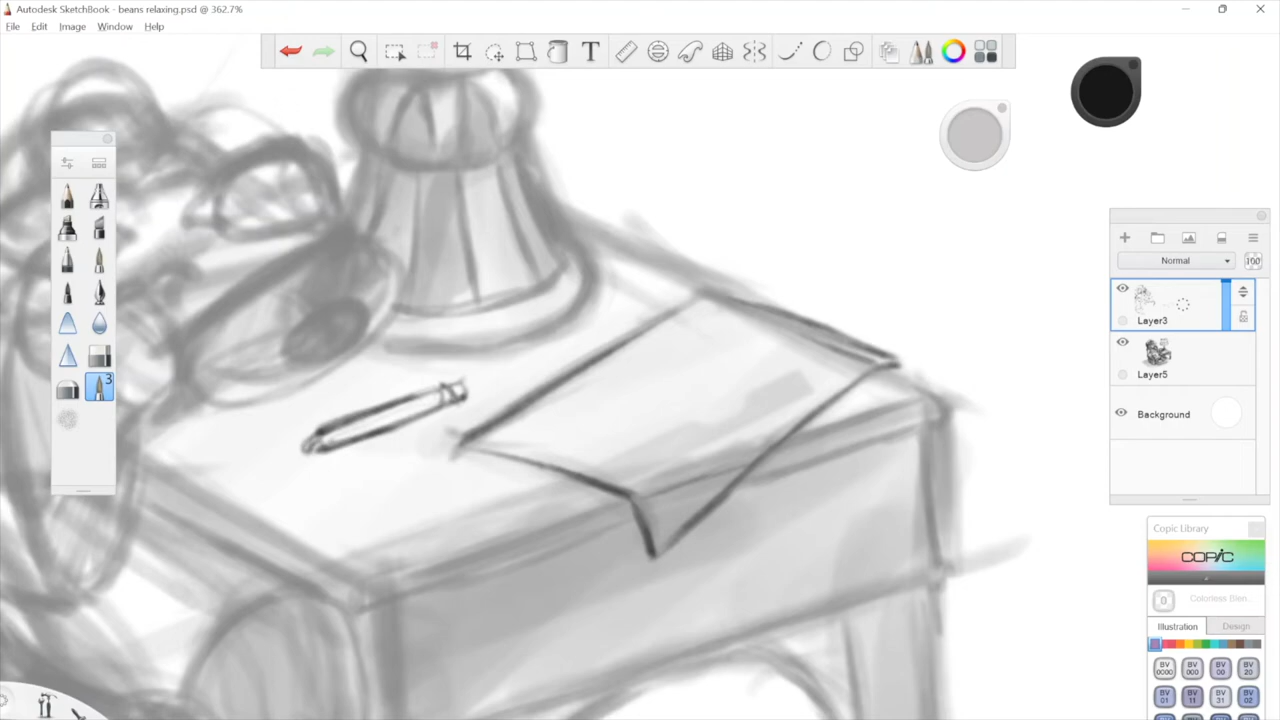 Autodesk SketchBook - beans relaxing.psd @ 362.7%
File Edit Image Window Help
T
3
Normal
100
Layer3
Layer5
Background
Copic Library
COPIC
0 Colorless Blen...
Illustration Design
BV 0000 BV 000 BV 00 BV 20
BV 01 BV 11 BV 31 BV 02